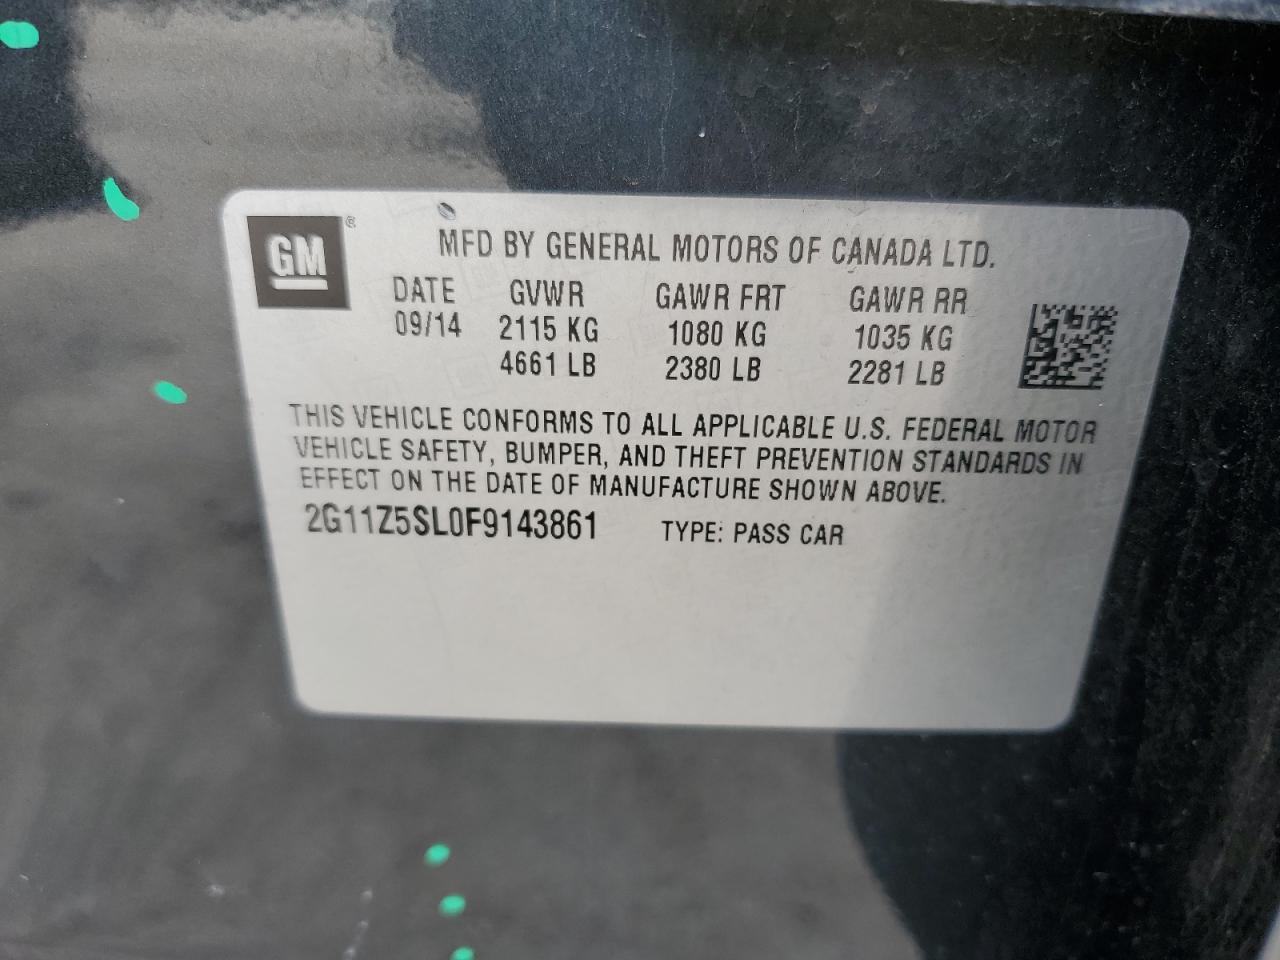 GM®
MFD BY GENERAL MOTORS OF CANADA LTD.
DATE GVWR GAWR FRT GAWR RR
09/14 2115 KG 1080 KG 1035 KG
4661 LB 2380 LB 2281 LB
THIS VEHICLE CONFORMS TO ALL APPLICABLE U.S. FEDERAL MOTOR
VEHICLE SAFETY, BUMPER, AND THEFT PREVENTION STANDARDS IN
EFFECT ON THE DATE OF MANUFACTURE SHOWN ABOVE.
2G11Z5SL0F9143861 TYPE: PASS CAR